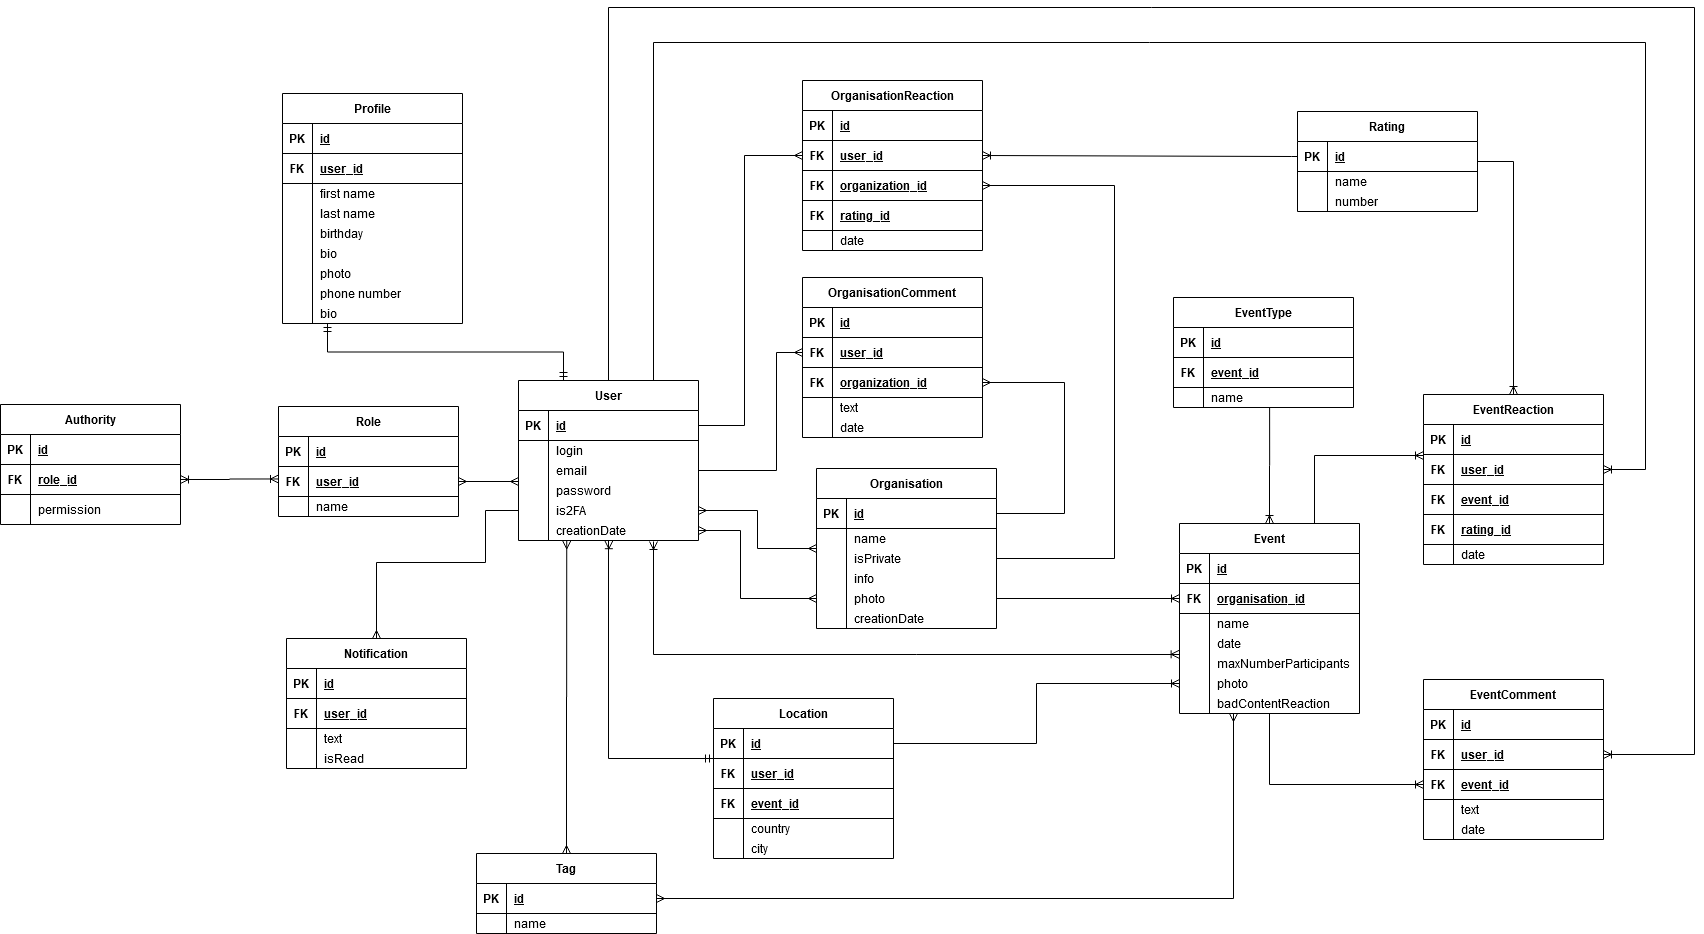 Profile
PK id
FK user_id
first name
last name
birthday
bio
photo
phone number
bio
OrganisationReaction
PK id
FK user_id
FK organization_id
FK rating_id
date
Rating
PK id
name
number
OrganisationComment
PK id
FK user_id
FK organization_id
text
date
EventType
PK id
FK event_id
name
Authority
PK id
FK role_id
permission
Role
PK id
FK user_id
name
User
PK id
login
email
password
is2FA
creationDate
EventReaction
PK id
FK user_id
FK event_id
FK rating_id
date
Organisation
PK id
name
isPrivate
info
photo
creationDate
Event
PK id
FK organisation_id
name
date
maxNumberParticipants
photo
badContentReaction
Notification
PK id
FK user_id
text
isRead
Location
PK id
FK user_id
FK event_id
country
city
EventComment
PK id
FK user_id
FK event_id
text
date
Tag
PK id
name